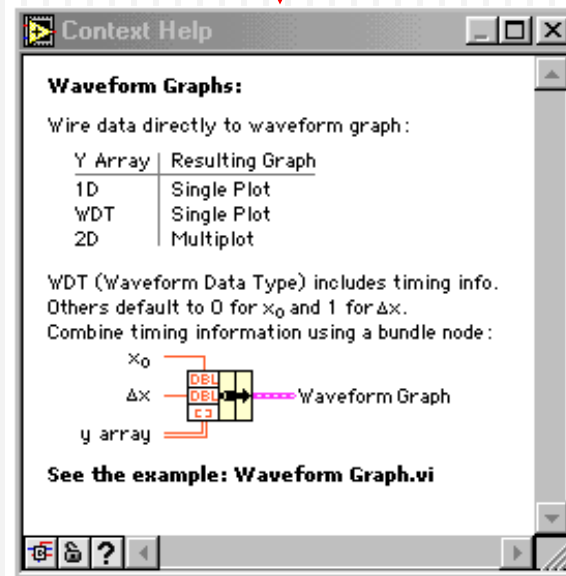 Context Help
Waveform Graphs:
Wire data directly to waveform graph:
Y Array Resulting Graph
1D Single Plot
WDT Single Plot
2D Multiplot
WDT (Waveform Data Type) includes timing info.
Others default to 0 for x₀ and 1 for Δx.
Combine timing information using a bundle node:
x₀
DBL
Δx DBL Waveform Graph
[ ]
y array
See the example: Waveform Graph.vi
?